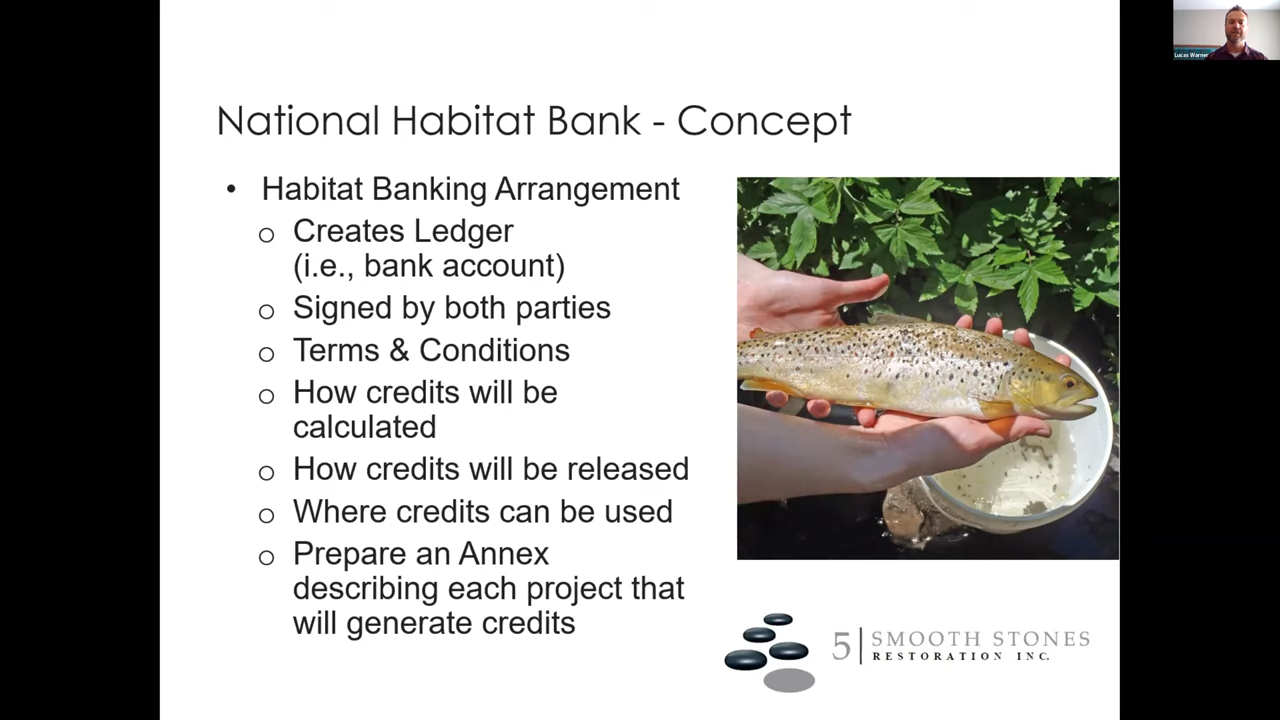 Lucas Warner
National Habitat Bank - Concept
• Habitat Banking Arrangement
o Creates Ledger
(i.e., bank account)
o Signed by both parties
o Terms & Conditions
o How credits will be
calculated
o How credits will be released
o Where credits can be used
o Prepare an Annex
describing each project that
will generate credits
5 | SMOOTH STONES
RESTORATION INC.